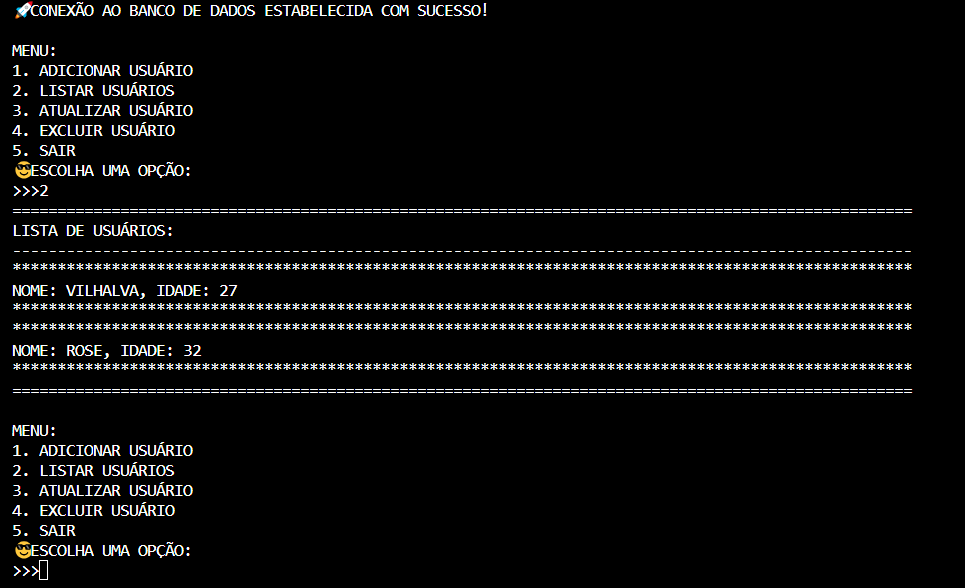 🚀CONEXÃO AO BANCO DE DADOS ESTABELECIDA COM SUCESSO!
MENU:
1. ADICIONAR USUÁRIO
2. LISTAR USUÁRIOS
3. ATUALIZAR USUÁRIO
4. EXCLUIR USUÁRIO
5. SAIR
😎ESCOLHA UMA OPÇÃO:
>>>2
====================================================================================================
LISTA DE USUÁRIOS:
----------------------------------------------------------------------------------------------------
****************************************************************************************************
NOME: VILHALVA, IDADE: 27
****************************************************************************************************
****************************************************************************************************
NOME: ROSE, IDADE: 32
****************************************************************************************************
====================================================================================================
MENU:
1. ADICIONAR USUÁRIO
2. LISTAR USUÁRIOS
3. ATUALIZAR USUÁRIO
4. EXCLUIR USUÁRIO
5. SAIR
😎ESCOLHA UMA OPÇÃO:
>>>